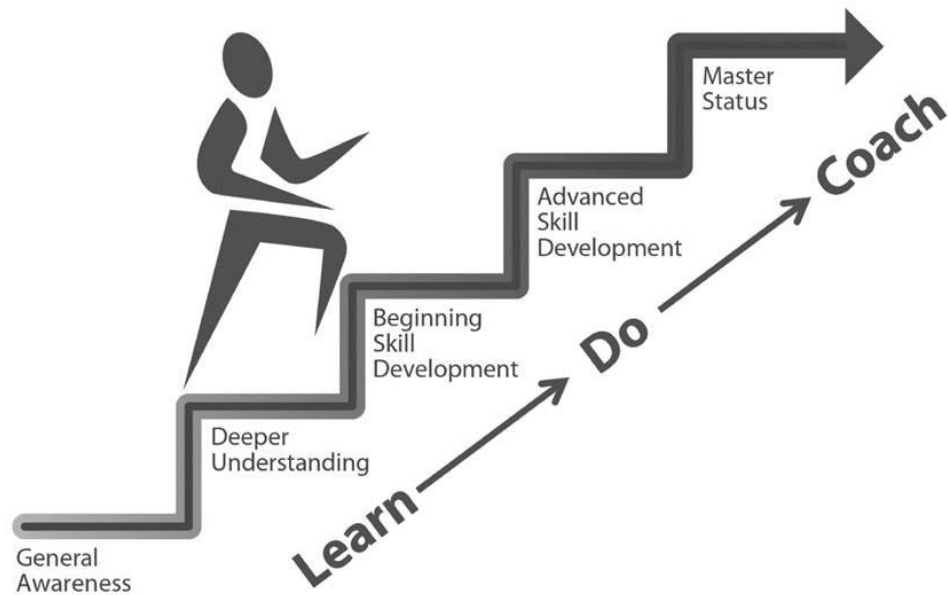 Master
Status
Advanced
Skill
Development
Beginning
Skill
Development
Deeper
Understanding
General
Awareness
Learn
Do
Coach